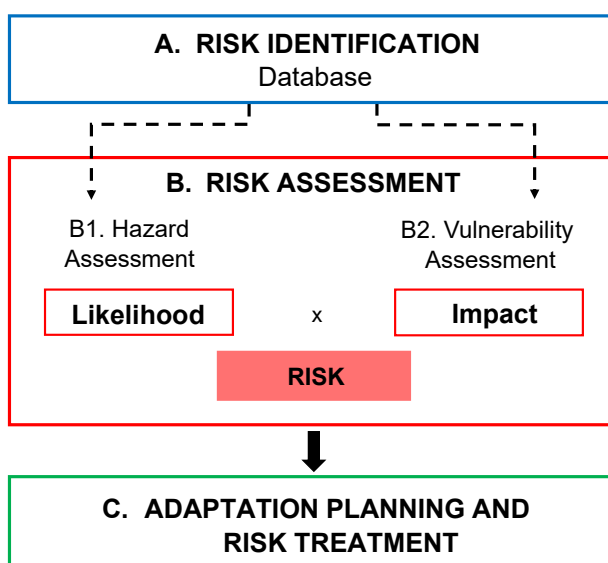 A. RISK IDENTIFICATION
Database
B. RISK ASSESSMENT
B1. Hazard
Assessment
B2. Vulnerability
Assessment
Likelihood
x
Impact
RISK
C. ADAPTATION PLANNING AND
RISK TREATMENT